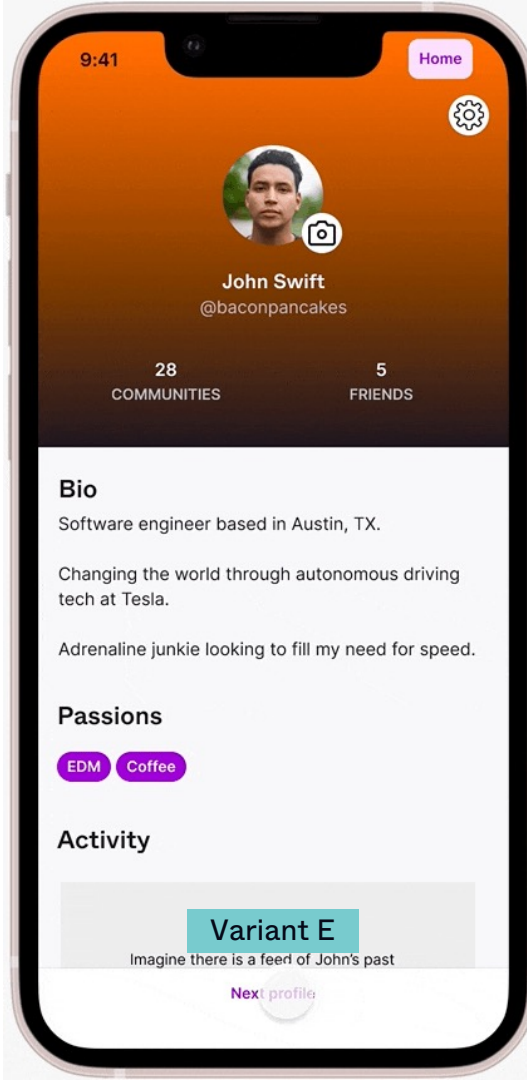 9:41
Home
John Swift
@baconpancakes
28
5
COMMUNITIES
FRIENDS
Bio
Software engineer based in Austin, TX.
Changing the world through autonomous driving
tech at Tesla.
Adrenaline junkie looking to fill my need for speed.
Passions
EDM Coffee
Activity
Variant E
Imagine there is a feed of John's past
Next profile